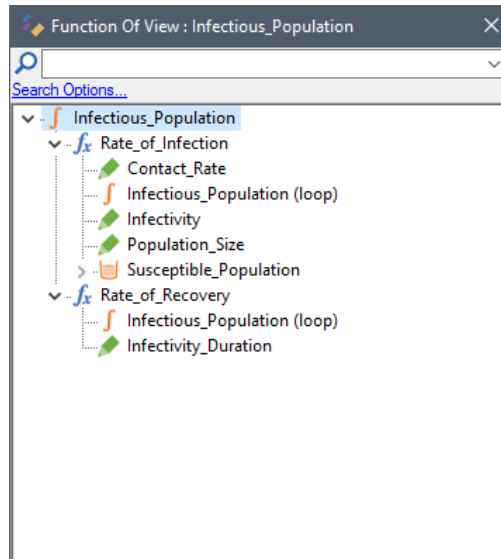 Function Of View : Infectious_Population
Search Options...
Infectious_Population
Rate_of_Infection
Contact_Rate
Infectious_Population (loop)
Infectivity
Population_Size
Susceptible_Population
Rate_of_Recovery
Infectious_Population (loop)
Infectivity_Duration